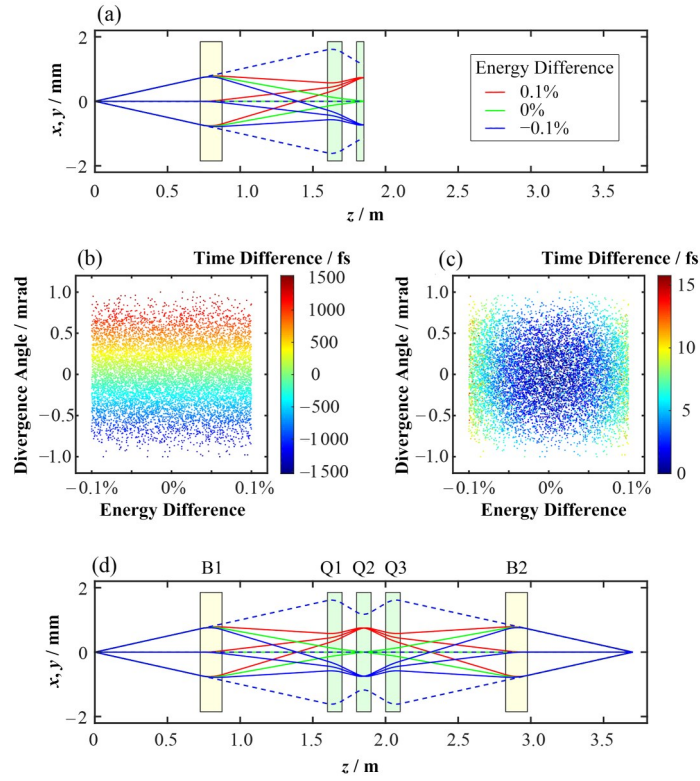 (a)
2
0
−2
x, y / mm
Energy Difference
0.1%
0%
−0.1%
0 0.5 1.0 1.5 2.0 2.5 3.0 3.5
z / m
(b) Time Difference / fs
1.0
0.5
0
−0.5
−1.0
Divergence Angle / mrad
−0.1% 0% 0.1%
Energy Difference
1500
1000
500
0
−500
−1000
−1500
(c) Time Difference / fs
1.0
0.5
0
−0.5
−1.0
Divergence Angle / mrad
−0.1% 0% 0.1%
Energy Difference
15
10
5
0
(d) B1 Q1 Q2 Q3 B2
2
0
−2
x, y / mm
0 0.5 1.0 1.5 2.0 2.5 3.0 3.5
z / m